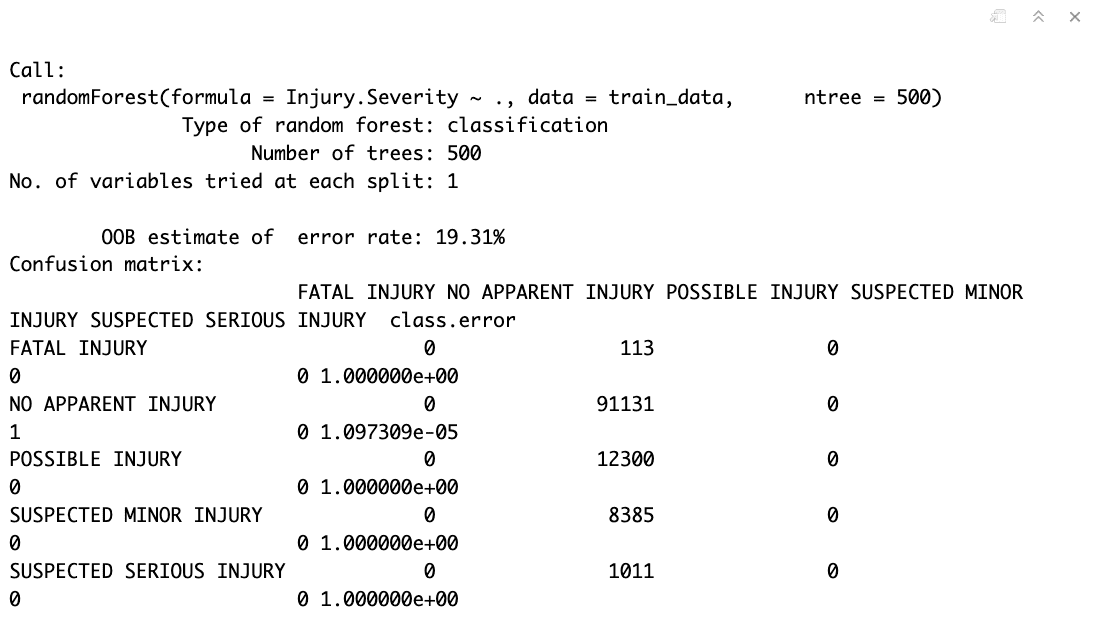 Call:
 randomForest(formula = Injury.Severity ~ ., data = train_data,      ntree = 500)
               Type of random forest: classification
                     Number of trees: 500
No. of variables tried at each split: 1

        OOB estimate of  error rate: 19.31%
Confusion matrix:
                         FATAL INJURY NO APPARENT INJURY POSSIBLE INJURY SUSPECTED MINOR
INJURY SUSPECTED SERIOUS INJURY  class.error
FATAL INJURY                        0                113               0
0                        0 1.000000e+00
NO APPARENT INJURY                  0              91131               0
1                        0 1.097309e-05
POSSIBLE INJURY                     0              12300               0
0                        0 1.000000e+00
SUSPECTED MINOR INJURY              0               8385               0
0                        0 1.000000e+00
SUSPECTED SERIOUS INJURY            0               1011               0
0                        0 1.000000e+00